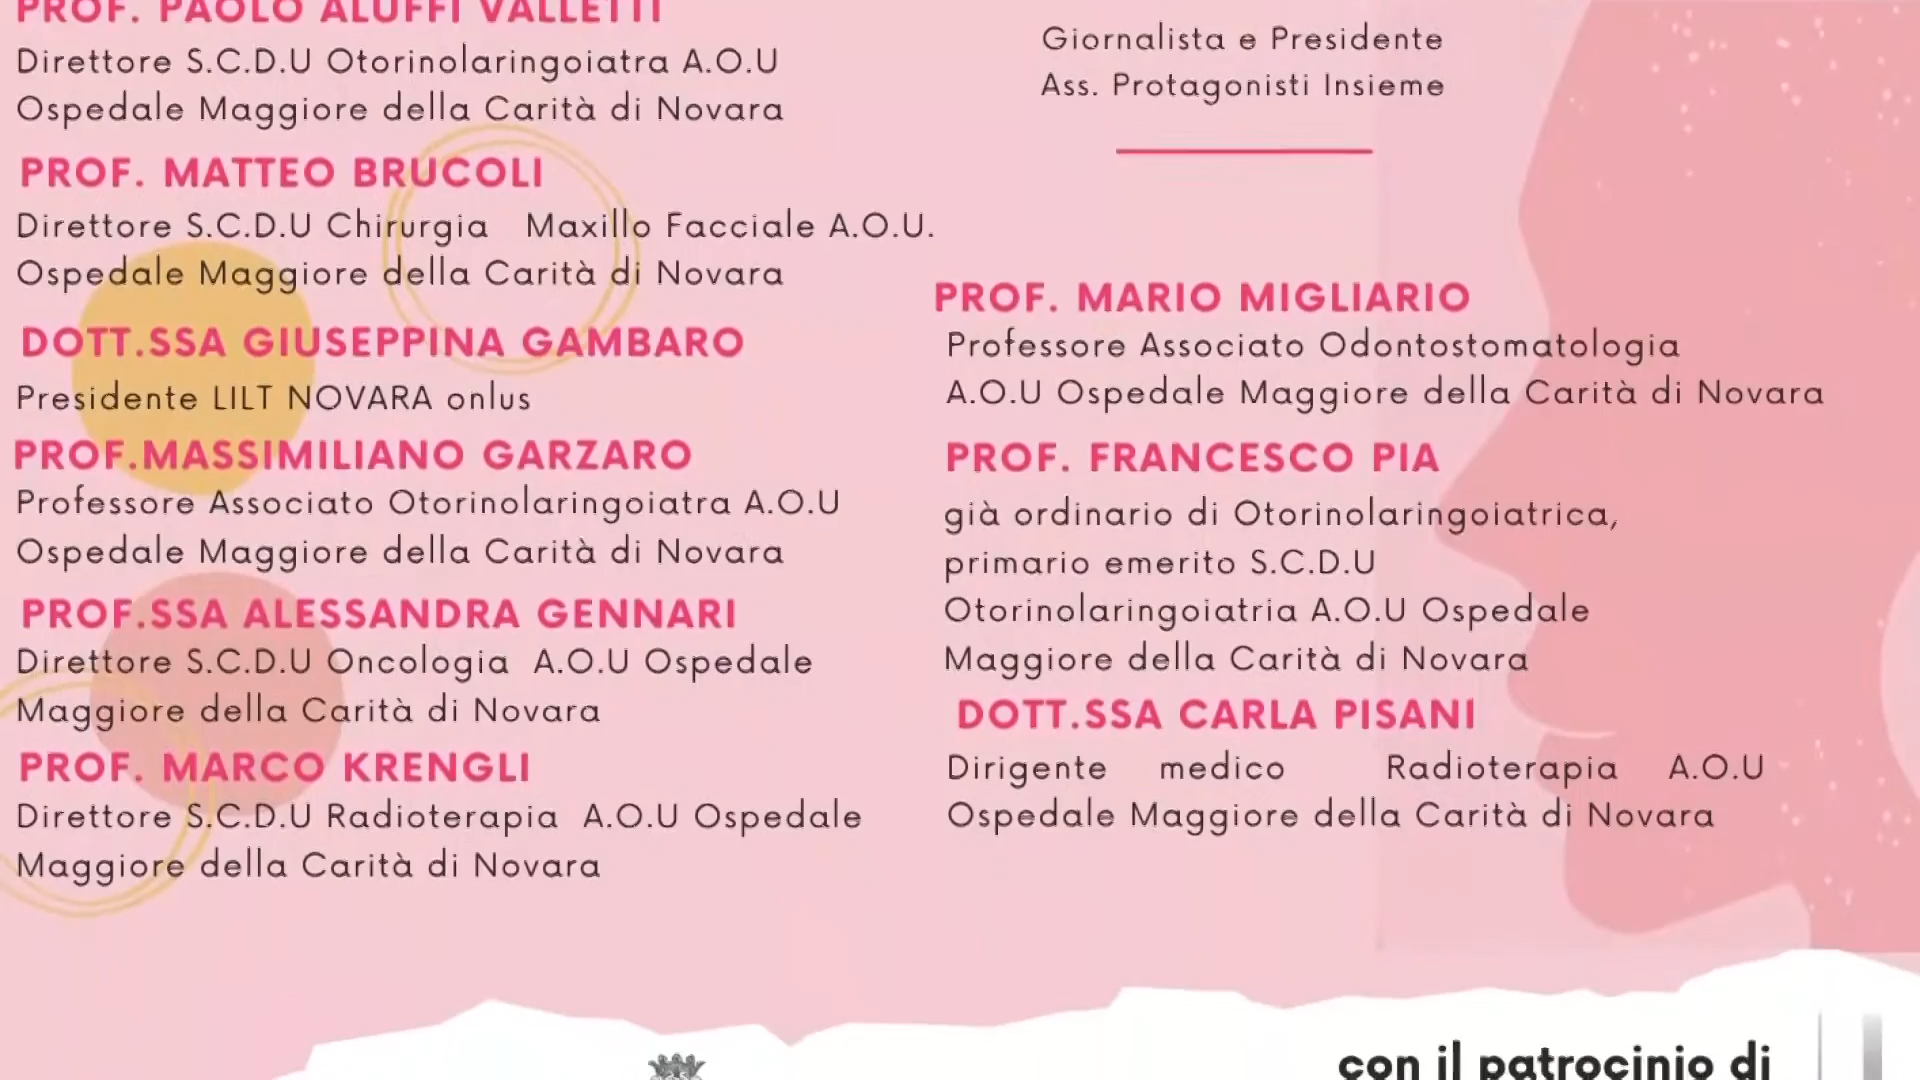 PROF. PAOLO ALUFFI VALLETTI
Direttore S.C.D.U Otorinolaringoiatra A.O.U
Ospedale Maggiore della Carità di Novara
PROF. MATTEO BRUCOLI
Direttore S.C.D.U Chirurgia Maxillo Facciale A.O.U.
Ospedale Maggiore della Carità di Novara
DOTT.SSA GIUSEPPINA GAMBARO
Presidente LILT NOVARA onlus
PROF.MASSIMILIANO GARZARO
Professore Associato Otorinolaringoiatra A.O.U
Ospedale Maggiore della Carità di Novara
PROF.SSA ALESSANDRA GENNARI
Direttore S.C.D.U Oncologia A.O.U Ospedale
Maggiore della Carità di Novara
PROF. MARCO KRENGLI
Direttore S.C.D.U Radioterapia A.O.U Ospedale
Maggiore della Carità di Novara
Giornalista e Presidente
Ass. Protagonisti Insieme
PROF. MARIO MIGLIARIO
Professore Associato Odontostomatologia
A.O.U Ospedale Maggiore della Carità di Novara
PROF. FRANCESCO PIA
già ordinario di Otorinolaringoiatrica,
primario emerito S.C.D.U
Otorinolaringoiatria A.O.U Ospedale
Maggiore della Carità di Novara
DOTT.SSA CARLA PISANI
Dirigente medico Radioterapia A.O.U
Ospedale Maggiore della Carità di Novara
con il patrocinio di